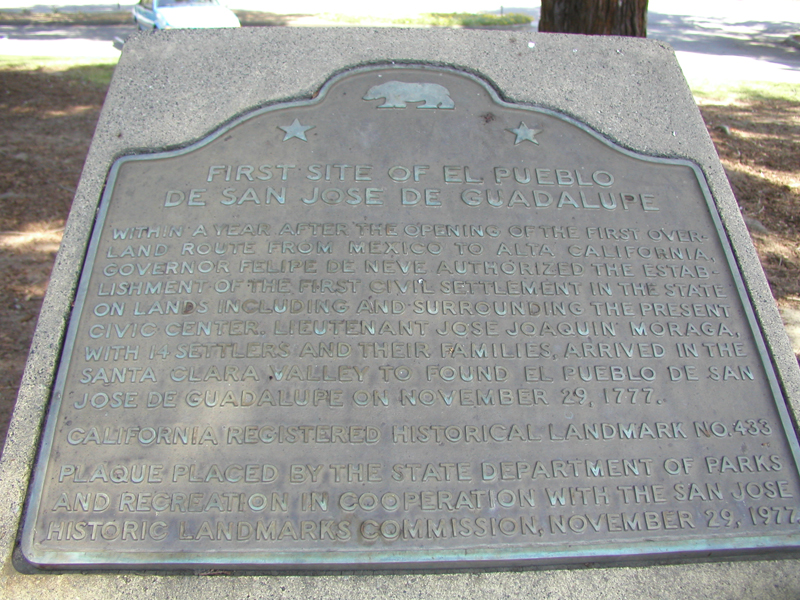 FIRST SITE OF EL PUEBLO
DE SAN JOSE DE GUADALUPE
WITHIN A YEAR AFTER THE OPENING OF THE FIRST OVER-
LAND ROUTE FROM MEXICO TO ALTA CALIFORNIA,
GOVERNOR FELIPE DE NEVE AUTHORIZED THE ESTAB-
LISHMENT OF THE FIRST CIVIL SETTLEMENT IN THE STATE
ON LANDS INCLUDING AND SURROUNDING THE PRESENT
CIVIC CENTER. LIEUTENANT JOSE JOAQUIN MORAGA,
WITH 14 SETTLERS AND THEIR FAMILIES, ARRIVED IN THE
SANTA CLARA VALLEY TO FOUND EL PUEBLO DE SAN
JOSE DE GUADALUPE ON NOVEMBER 29, 1777.
CALIFORNIA REGISTERED HISTORICAL LANDMARK NO. 433
PLAQUE PLACED BY THE STATE DEPARTMENT OF PARKS
AND RECREATION IN COOPERATION WITH THE SAN JOSE
HISTORIC LANDMARKS COMMISSION, NOVEMBER 29, 1977.